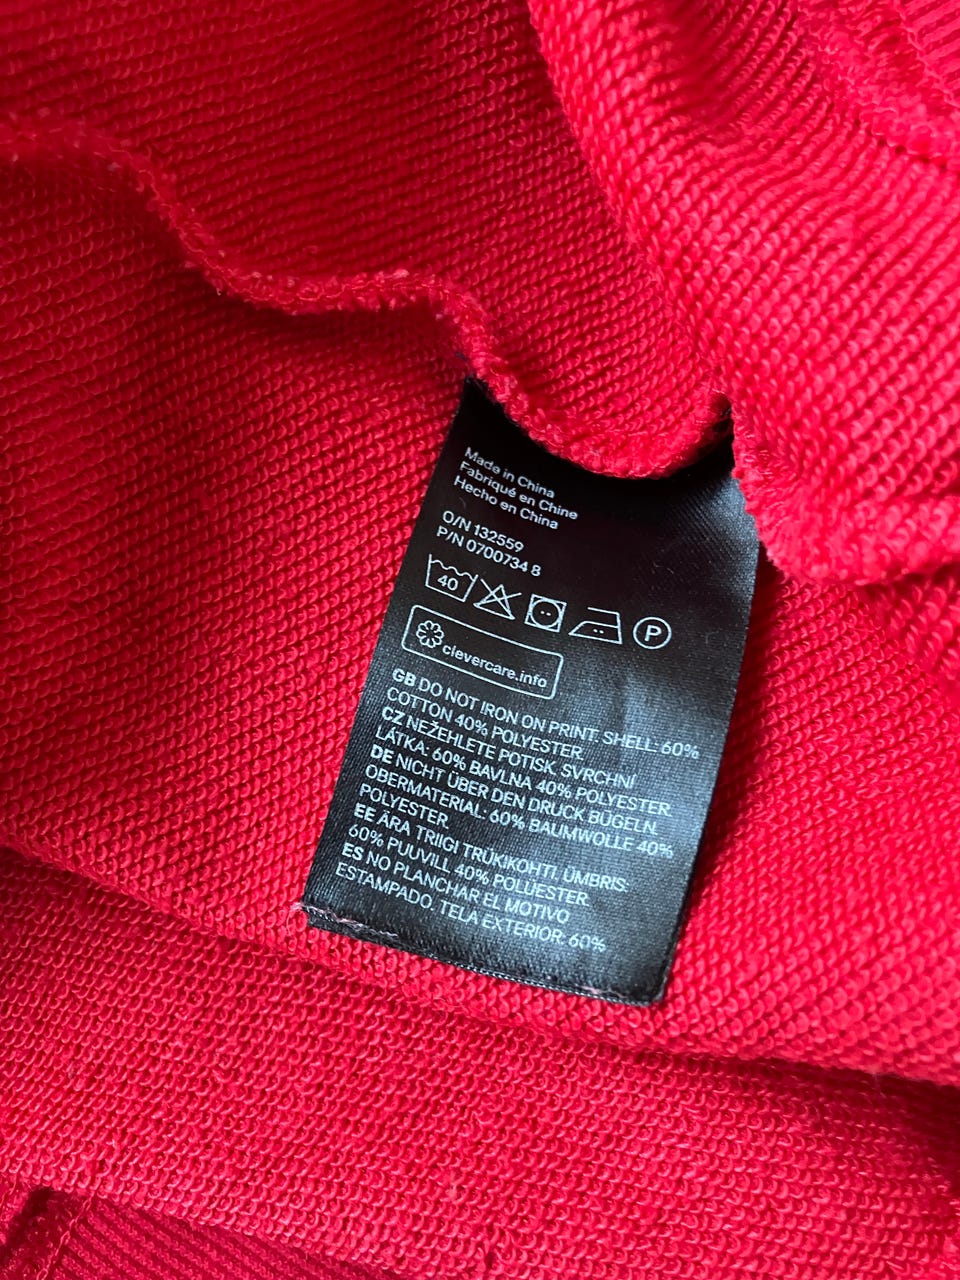 Made in China
Fabriqué en Chine
Hecho en China
O/N 132559
P/N 0700734 8
40 P
clevercare.info
GB DO NOT IRON ON PRINT. SHELL: 60%
COTTON 40% POLYESTER.
CZ NEŽEHLETE POTISK. SVRCHNÍ
LÁTKA: 60% BAVLNA 40% POLYESTER.
DE NICHT ÜBER DEN DRUCK BÜGELN.
OBERMATERIAL: 60% BAUMWOLLE 40%
POLYESTER.
EE ÄRA TRIIGI TRÜKIKOHTI. ÜMBRIS:
60% PUUVILL 40% POLÜESTER.
ES NO PLANCHAR EL MOTIVO
ESTAMPADO. TELA EXTERIOR: 60%